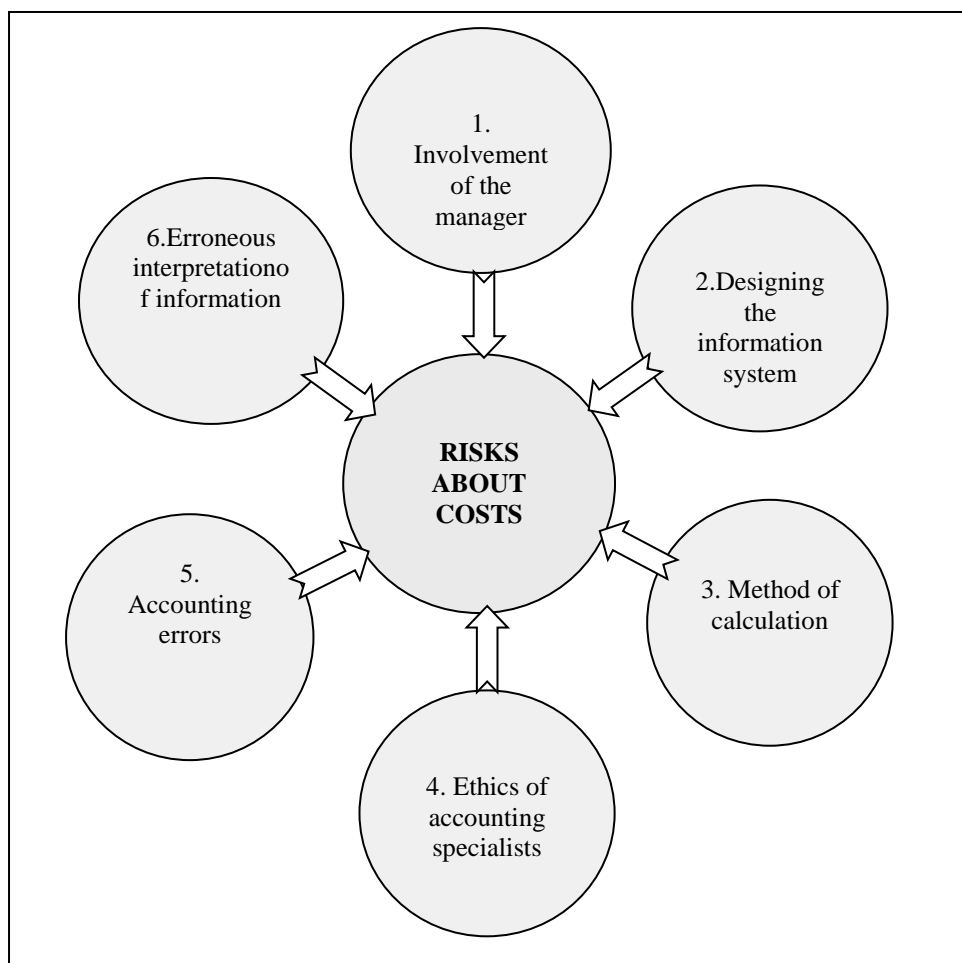 1.
Involvement
of the
manager
2.Designing
the
information
system
3. Method of
calculation
4. Ethics of
accounting
specialists
5.
Accounting
errors
6.Erroneous
interpretationo
f information
RISKS
ABOUT
COSTS